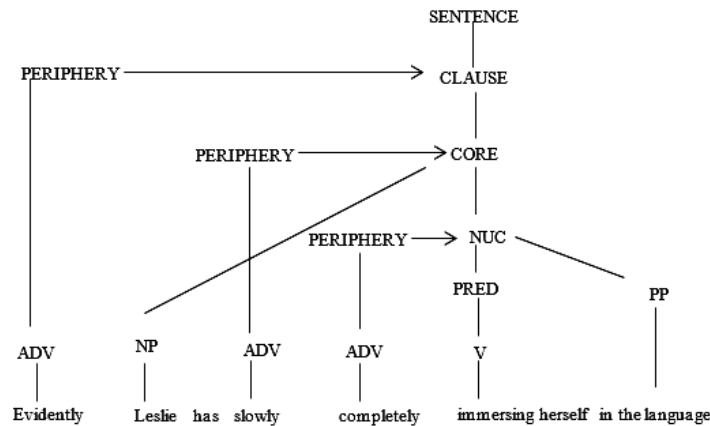 SENTENCE
PERIPHERY CLAUSE
PERIPHERY CORE
PERIPHERY NUC
PRED PP
ADV NP ADV ADV V
Evidently Leslie has slowly completely immersing herself in the language